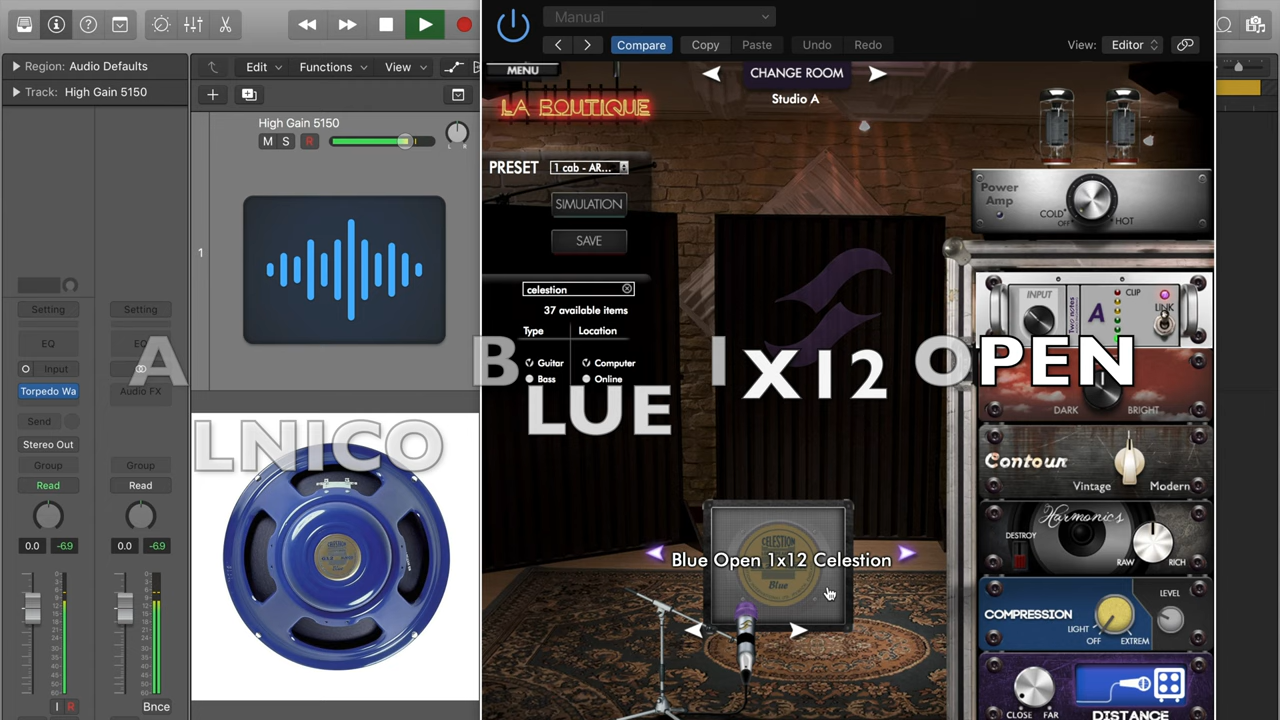 Manual
Compare
Copy
Paste
Undo
Redo
View:
Editor
Region: Audio Defaults
Track: High Gain 5150
Edit
Functions
View
High Gain 5150
M S R
L R
1
MENU
CHANGE ROOM
Studio A
LA BOUTIQUE
PRESET
1 cab - AR...
SIMULATION
SAVE
celestion
37 available items
Type
Location
Guitar
Computer
Bass
Online
Power
Amp
COLD
OFF
HOT
INPUT
Two notes
A
CLIP
LINK
ALNICO BLUE 1X12 OPEN
DARK
BRIGHT
Contour
Vintage
Modern
Harmonics
DESTROY
RAW
RICH
COMPRESSION
LEVEL
LIGHT
OFF
EXTREM
CLOSE
FAR
DISTANCE
CELESTION
Blue Open 1x12 Celestion
Blue
Setting
EQ
Input
Torpedo Wa
Send
Stereo Out
Group
Read
0.0
-6.9
I R
Setting
EQ
Audio FX
Group
Read
0.0
-6.9
Bnce